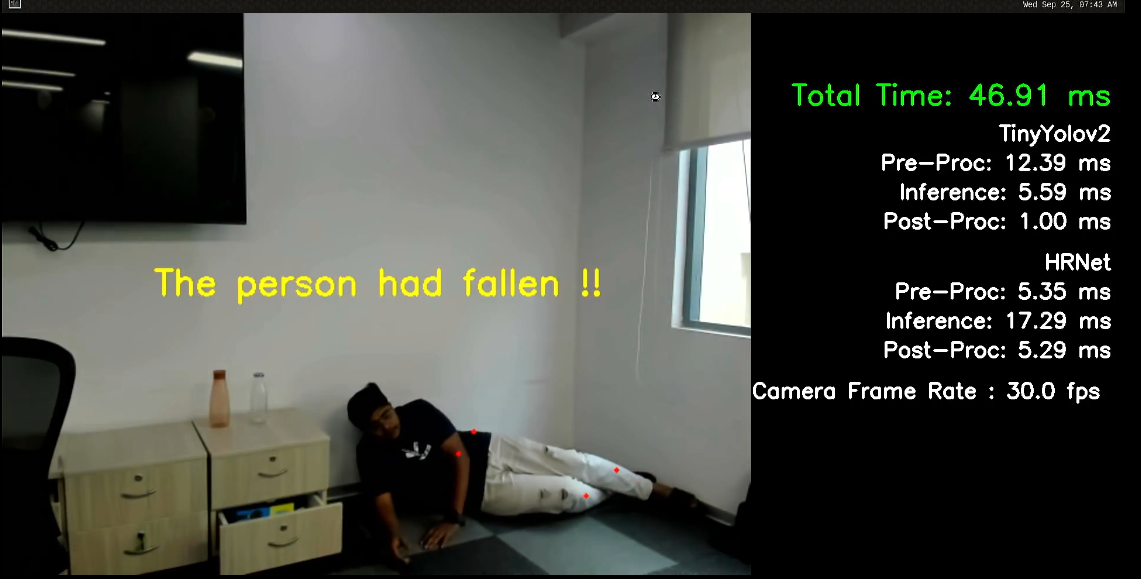 Wed Sep 25, 07:43 AM
Total Time: 46.91 ms
TinyYolov2
Pre-Proc: 12.39 ms
Inference: 5.59 ms
Post-Proc: 1.00 ms
The person had fallen !!
HRNet
Pre-Proc: 5.35 ms
Inference: 17.29 ms
Post-Proc: 5.29 ms
Camera Frame Rate : 30.0 fps